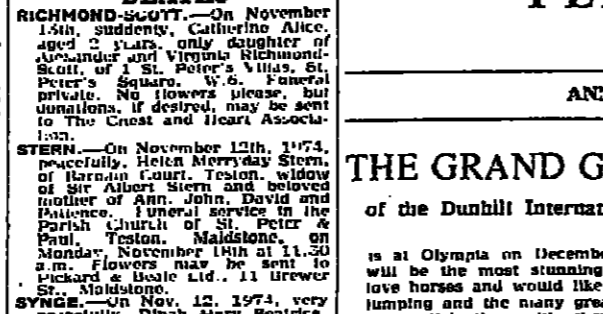 RICHMOND-SCOTT.—On November
suddenly, Catherine Alice,
aged 2 years, only daughter of
Alexander and Virginia Richmond-
Scott, of 1 St. Peter's Villas, St.
Peter's Square, W.6. Funeral
private. No flowers please, but
donations, if desired, may be sent
to The Chest and Heart Associa-
tion.
STERN.—On November 12th, 1974,
peacefully, Helen Merryday Stern,
of Barnjum Court, Teston, widow
of Sir Albert Stern and beloved
mother of Ann, John, David and
Patience. Funeral service in the
Parish Church of St. Peter &
Paul, Teston, Maidstone, on
Monday, November 18th at 11.30
a.m. Flowers may be sent to
Pickard & Beale Ltd., 11 Brewer
St., Maidstone.
SYNGE.—On Nov. 12, 1974, very
peacefully, Dinah Mary Beatrice,
THE GRAND G
of the Dunhill Internat
is at Olympia on Decembe
will be the most stunning
love horses and would like
jumping and the many grea